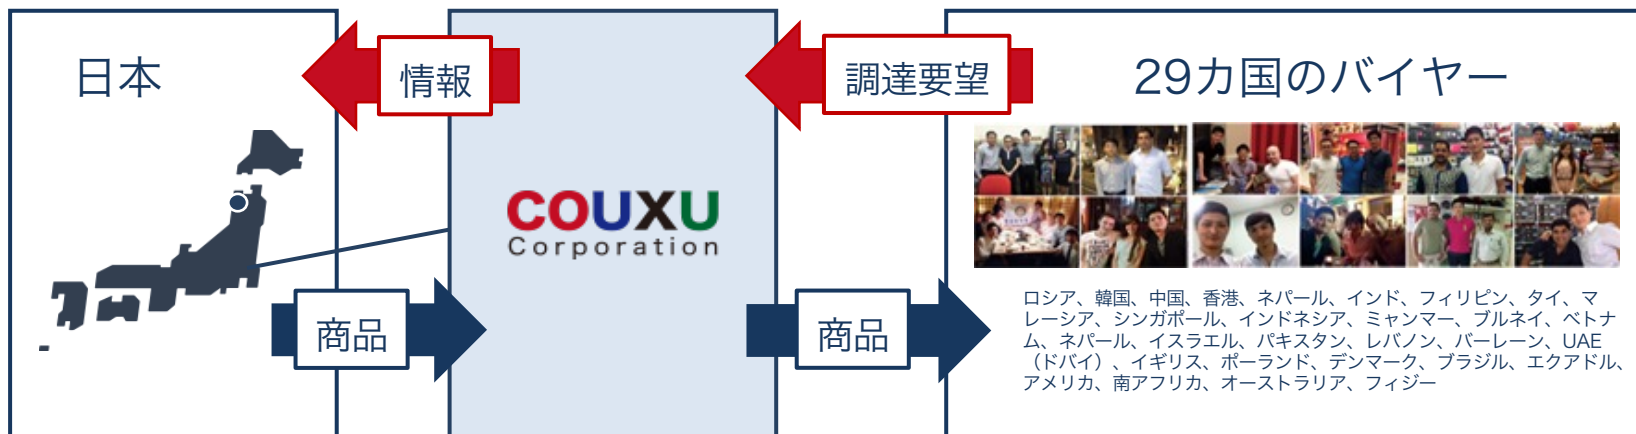 日本
情報
調達要望
29カ国のバイヤー
COUXU
Corporation
商品
商品
ロシア、韓国、中国、香港、ネパール、インド、フィリピン、タイ、マ
レーシア、シンガポール、インドネシア、ミャンマー、ブルネイ、ベトナ
ム、ネパール、イスラエル、パキスタン、レバノン、バーレーン、UAE
（ドバイ）、イギリス、ポーランド、デンマーク、ブラジル、エクアドル、
アメリカ、南アフリカ、オーストラリア、フィジー